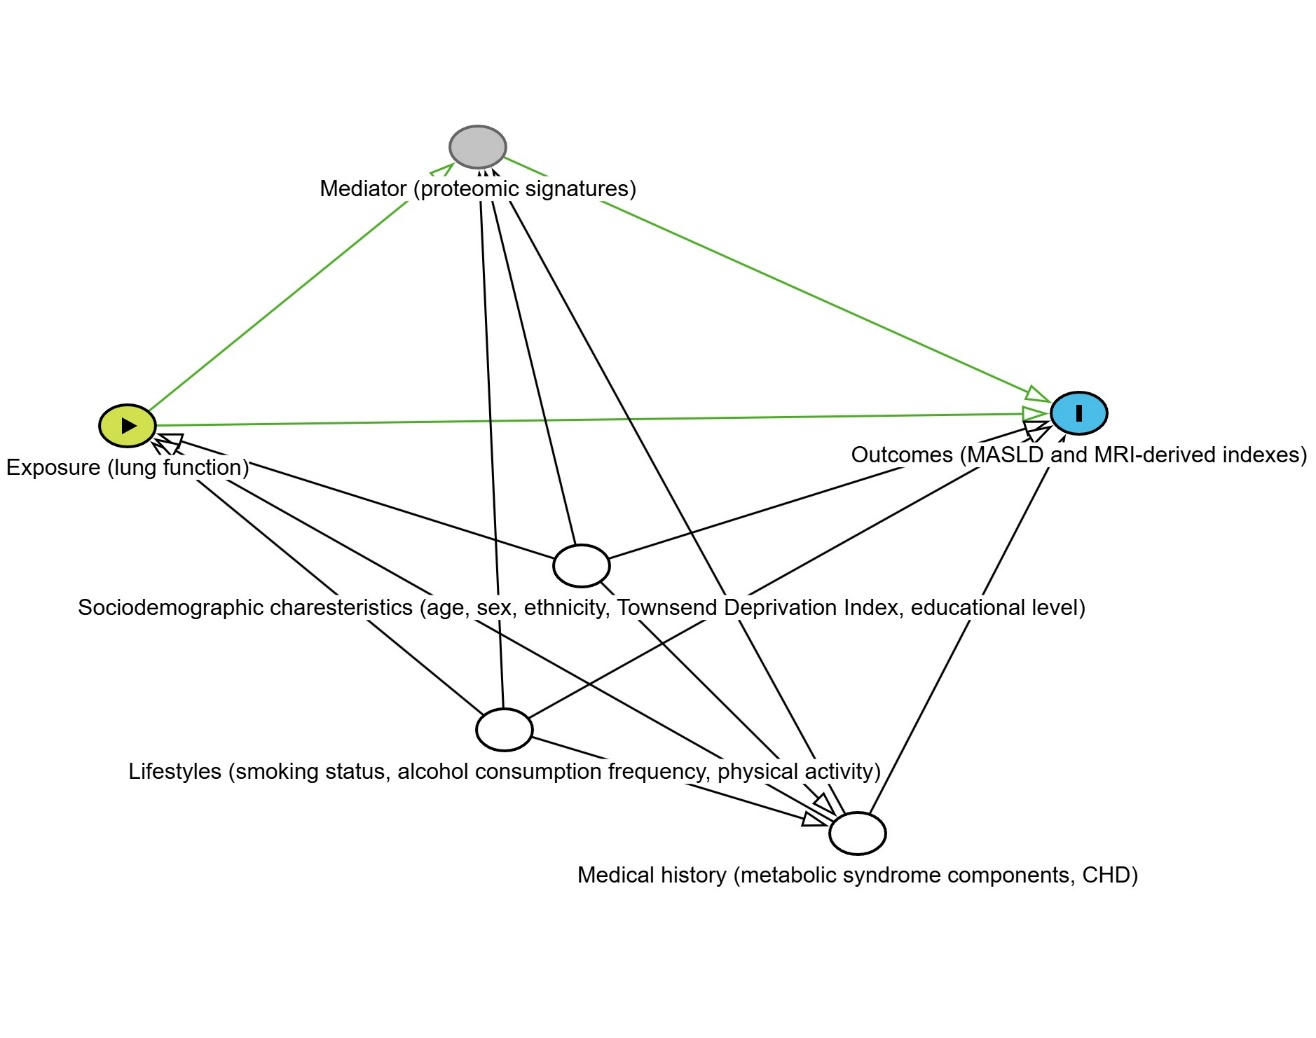 Mediator (proteomic signatures)
Outcomes (MASLD and MRI-derived indexes)
Exposure (lung function)
Sociodemographic charesteristics (age, sex, ethnicity, Townsend Deprivation Index, educational level)
Lifestyles (smoking status, alcohol consumption frequency, physical activity)
Medical history (metabolic syndrome components, CHD)